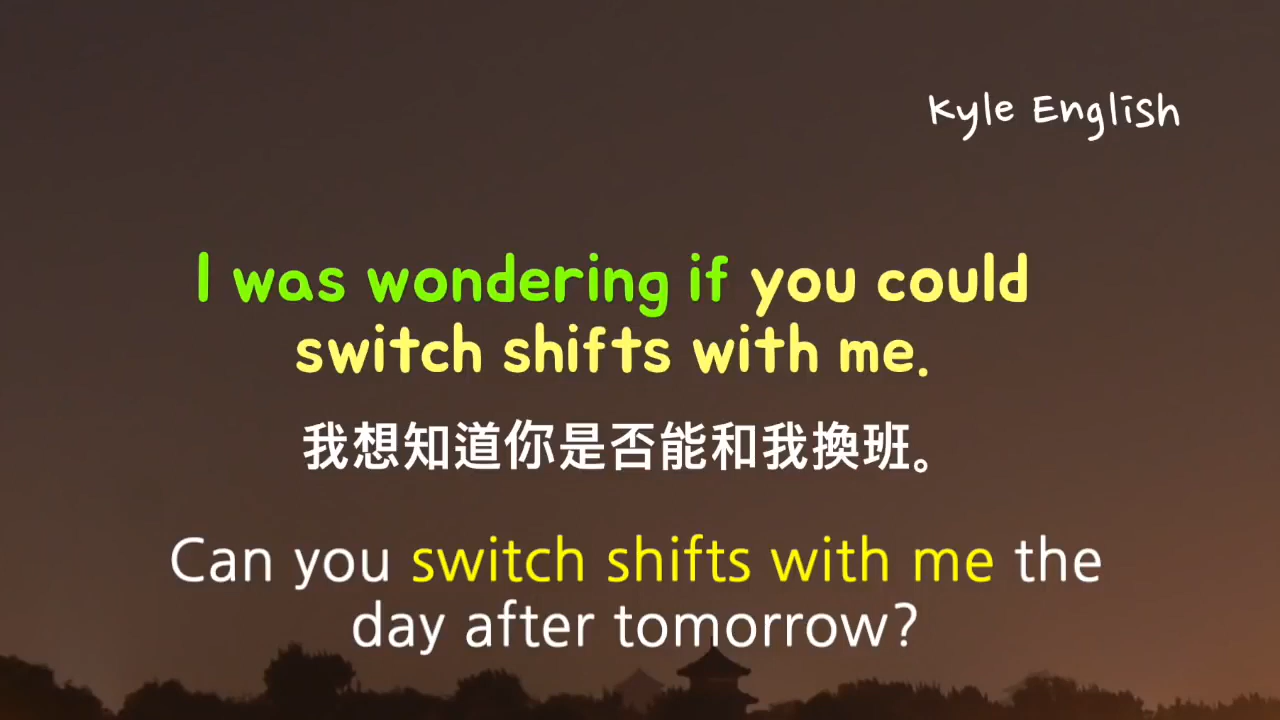 Kyle English
I was wondering if you could
switch shifts with me.
我想知道你是否能和我換班。
Can you switch shifts with me the
day after tomorrow?